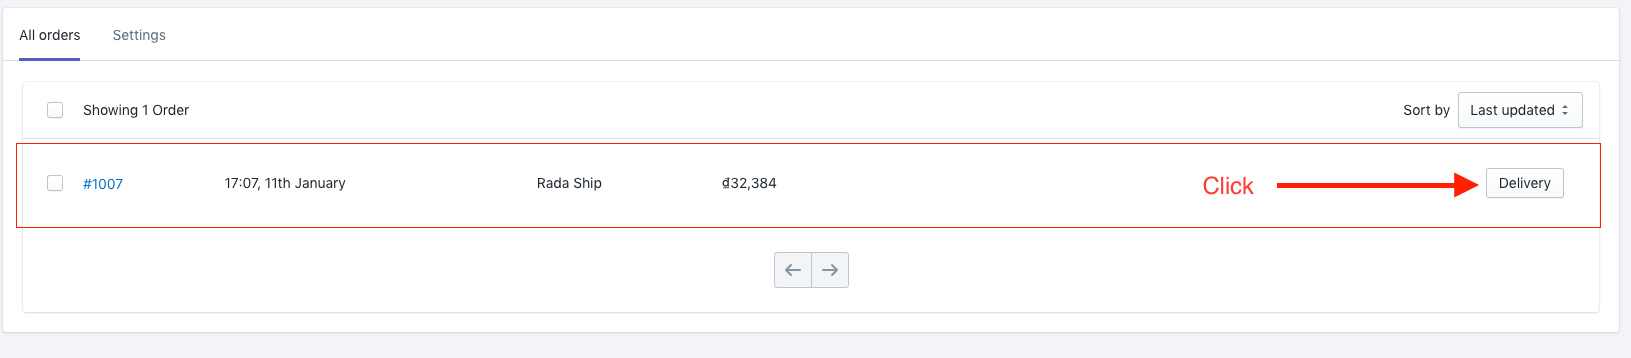 All orders Settings
Showing 1 Order Sort by Last updated
#1007 17:07, 11th January Rada Ship ₫32,384 Click Delivery